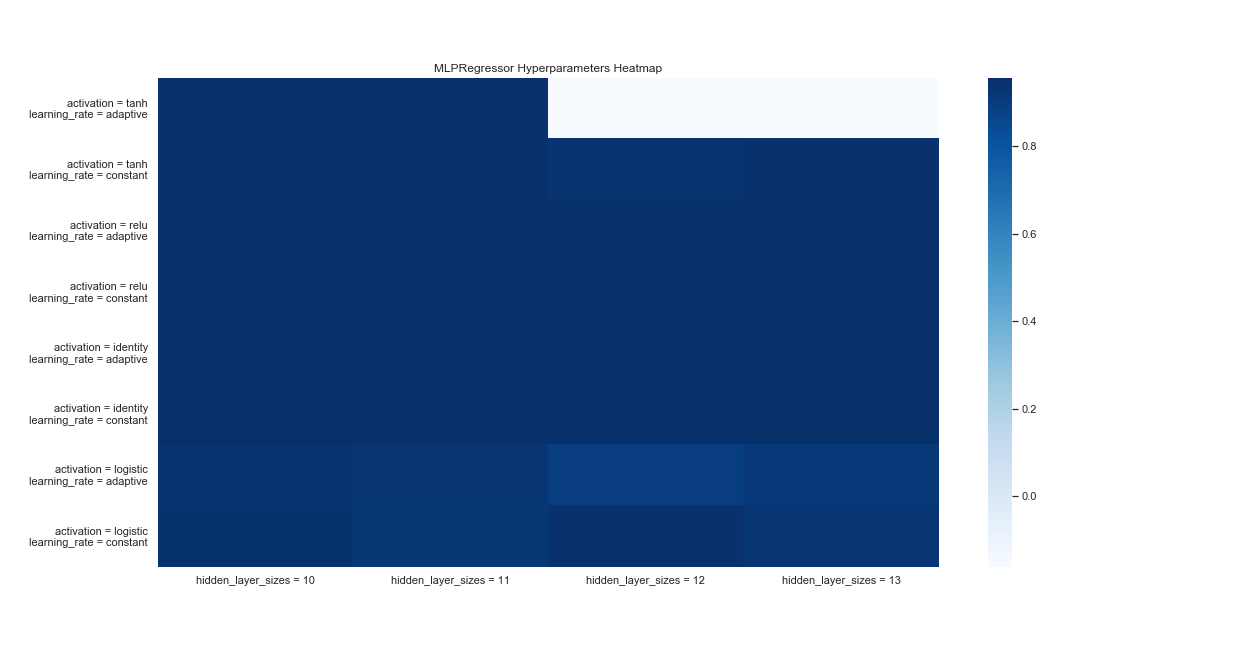 MLPRegressor Hyperparameters Heatmap
activation = tanh
learning_rate = adaptive
activation = tanh
learning_rate = constant
activation = relu
learning_rate = adaptive
activation = relu
learning_rate = constant
activation = identity
learning_rate = adaptive
activation = identity
learning_rate = constant
activation = logistic
learning_rate = adaptive
activation = logistic
learning_rate = constant
hidden_layer_sizes = 10
hidden_layer_sizes = 11
hidden_layer_sizes = 12
hidden_layer_sizes = 13
0.8
0.6
0.4
0.2
0.0